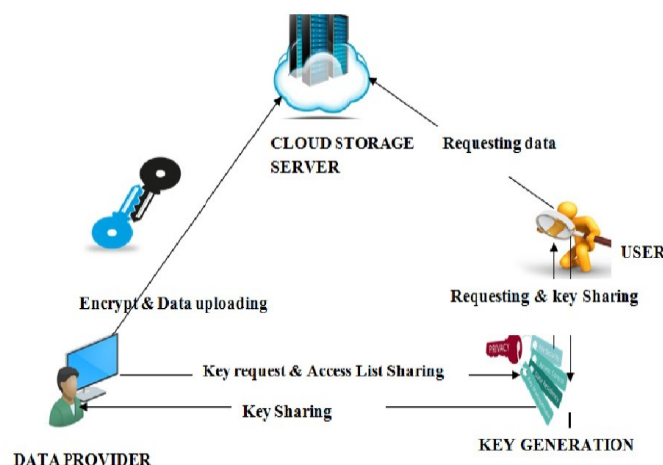 CLOUD STORAGE
SERVER
Requesting data
USER
Encrypt & Data uploading
Requesting & key Sharing
PRIVACY
Key request & Access List Sharing
Key Sharing
KEY GENERATION
DATA PROVIDER